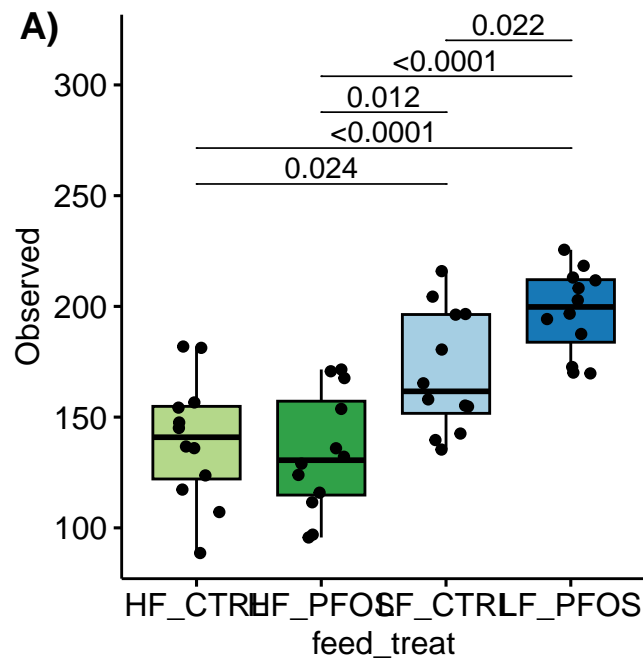 A)
0.022
<0.0001
0.012
<0.0001
0.024
300
250
200
150
100
Observed
HF_CTRL HF_PFOS LF_CTRL LF_PFOS
feed_treat